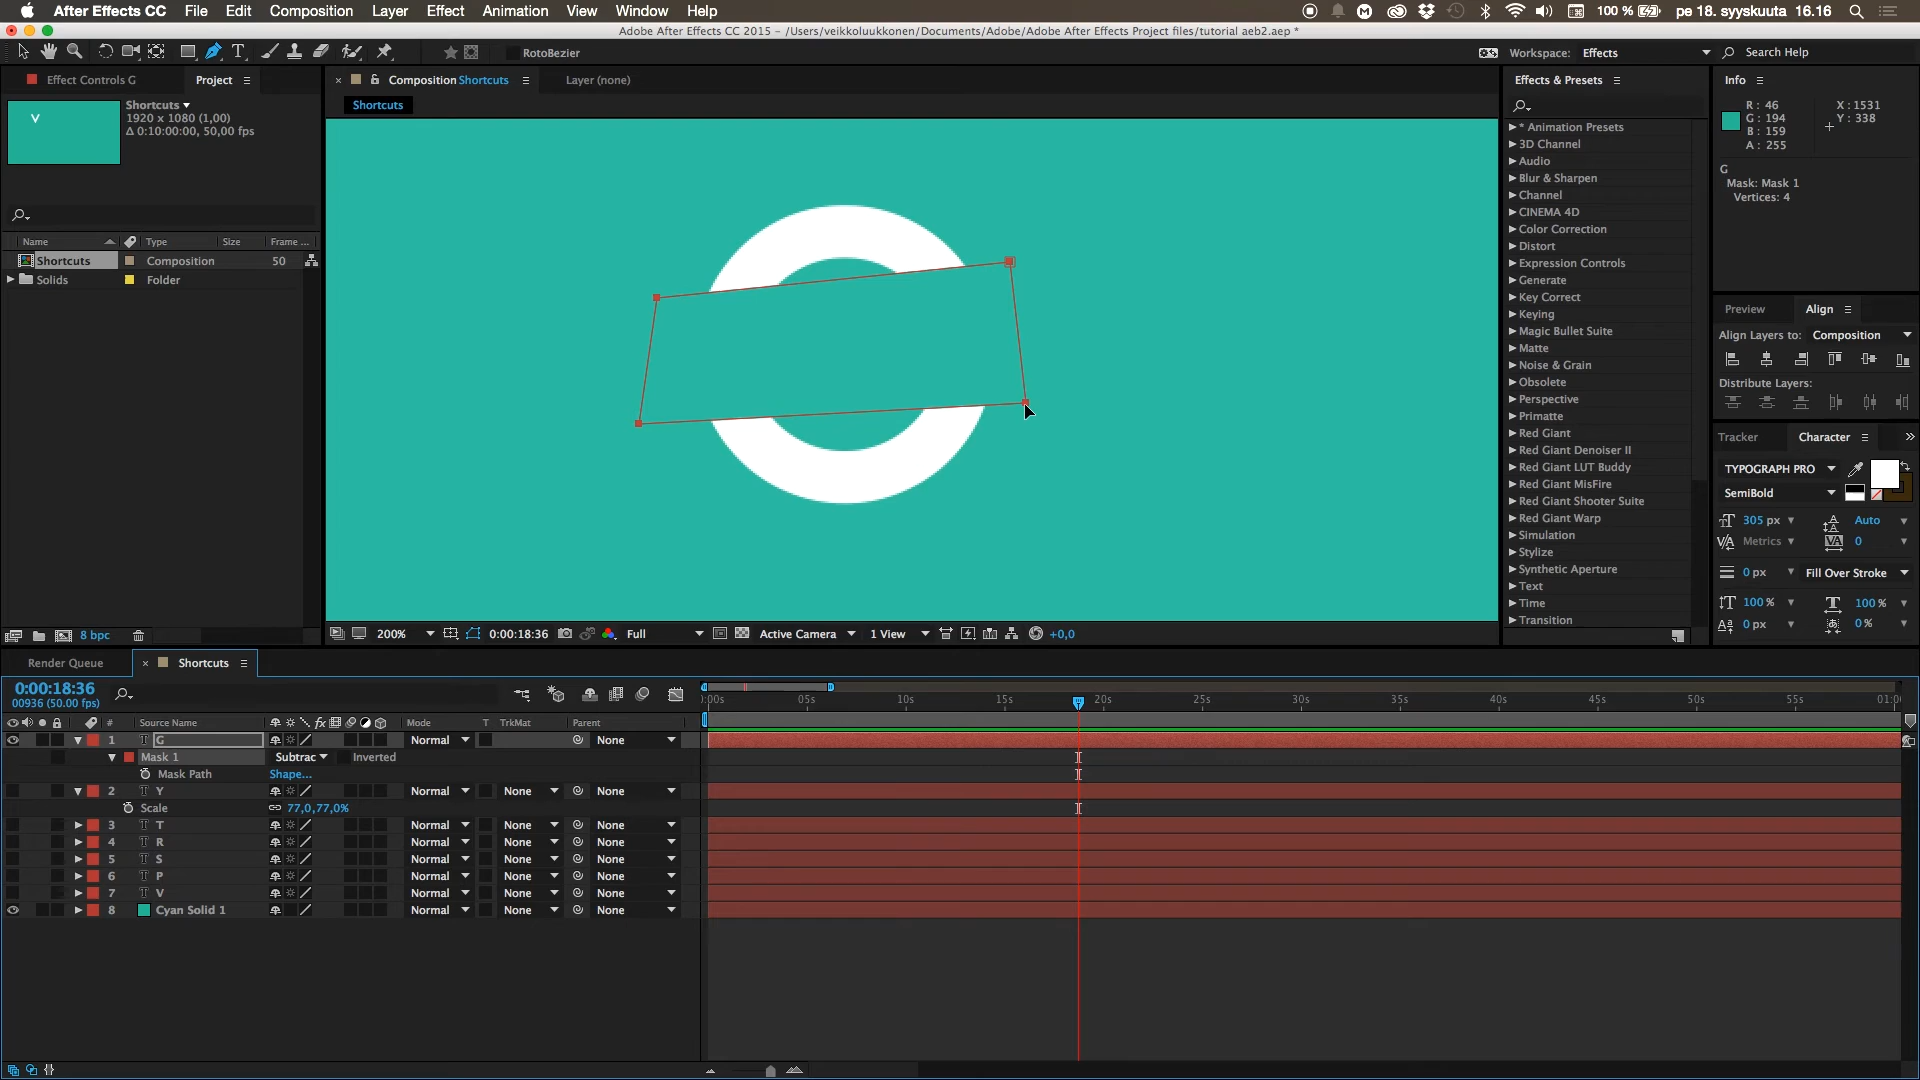 After Effects CC File Edit Composition Layer Effect Animation View Window Help 100 % pe 18. syyskuuta 16.16
Adobe After Effects CC 2015 – /Users/veikkoluukkonen/Documents/Adobe/Adobe After Effects Project files/tutorial aeb2.aep *
RotoBezier Workspace: Effects Search Help
Effect Controls G Project Composition Shortcuts Layer (none) Effects & Presets Info
Shortcuts
1920 x 1080 (1,00)
Δ 0:10:00:00, 50,00 fps
V
Name Type Size Frame ...
Shortcuts Composition 50
Solids Folder
8 bpc
Shortcuts
200% 0:00:18:36 Full Active Camera 1 View +0,0
* Animation Presets
3D Channel
Audio
Blur & Sharpen
Channel
CINEMA 4D
Color Correction
Distort
Expression Controls
Generate
Key Correct
Keying
Magic Bullet Suite
Matte
Noise & Grain
Obsolete
Perspective
Primatte
Red Giant
Red Giant Denoiser II
Red Giant LUT Buddy
Red Giant MisFire
Red Giant Shooter Suite
Red Giant Warp
Simulation
Stylize
Synthetic Aperture
Text
Time
Transition
R : 46 X : 1531
G : 194 Y : 338
B : 159
A : 255
G
Mask: Mask 1
Vertices: 4
Preview Align
Align Layers to: Composition
Distribute Layers:
Tracker Character
TYPOGRAPH PRO
SemiBold
305 px Auto
Metrics 0
0 px Fill Over Stroke
100 % 100 %
0 px 0 %
Render Queue Shortcuts
0:00:18:36
00936 (50.00 fps)
:00s 05s 10s 15s 20s 25s 30s 35s 40s 45s 50s 55s 01:0
# Source Name Mode T TrkMat Parent
1 G Normal None
Mask 1 Subtrac Inverted
Mask Path Shape...
2 Y Normal None None
Scale 77,0,77,0%
3 T Normal None None
4 R Normal None None
5 S Normal None None
6 P Normal None None
7 V Normal None None
8 Cyan Solid 1 Normal None None